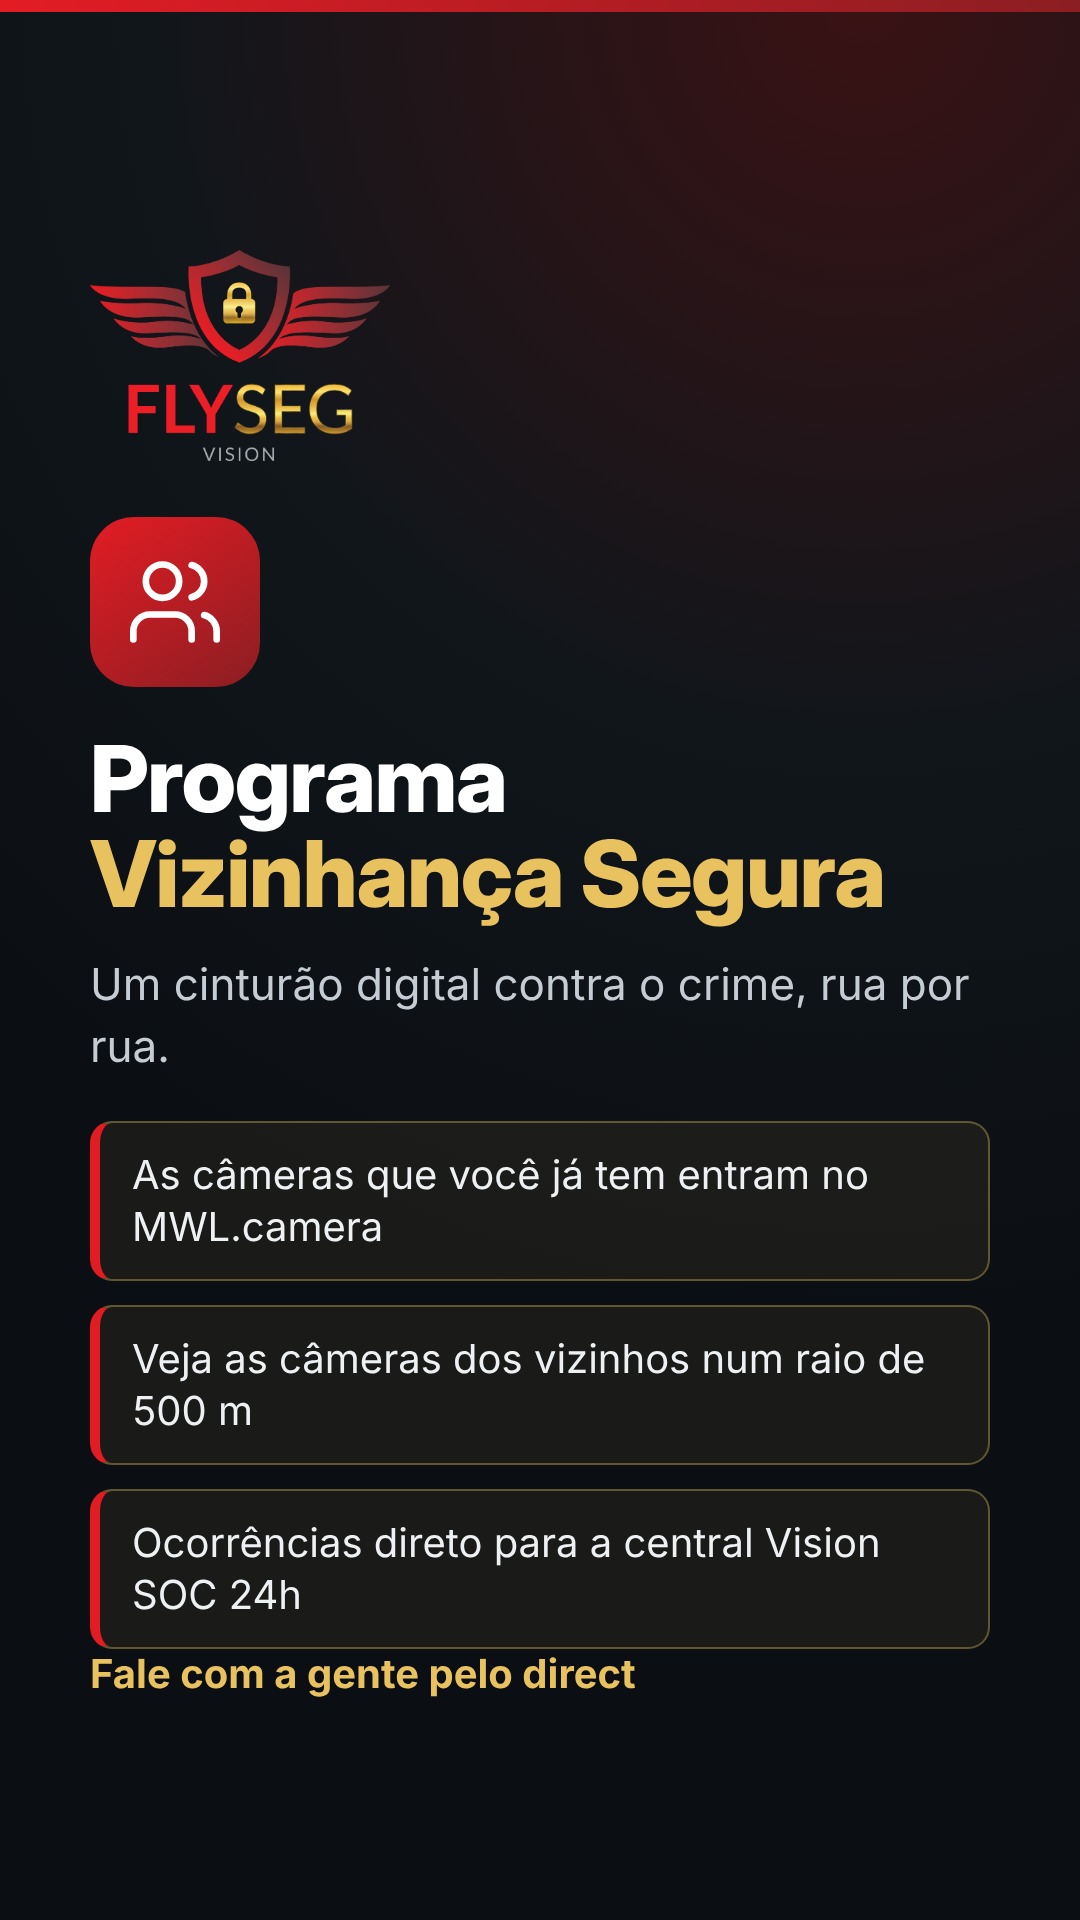 FLYSEG
VISION
Programa
Vizinhança Segura
Um cinturão digital contra o crime, rua por
rua.
As câmeras que você já tem entram no
MWL.camera
Veja as câmeras dos vizinhos num raio de
500 m
Ocorrências direto para a central Vision
SOC 24h
Fale com a gente pelo direct